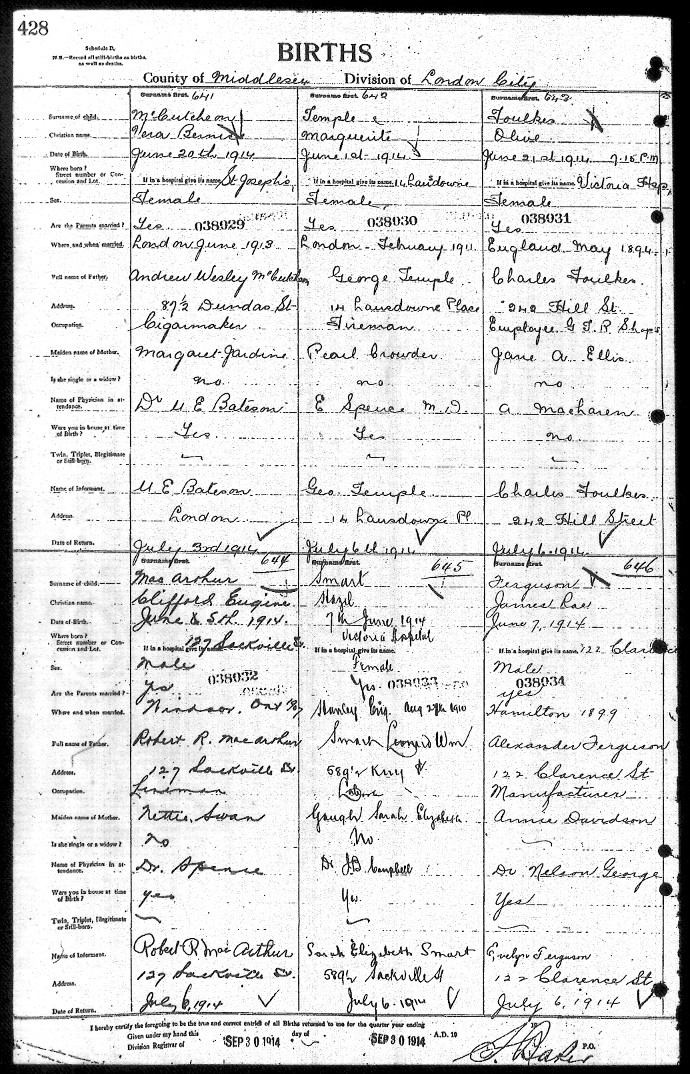 428
Schedule D.
N.B.—Record all still-births as births, as well as deaths.
BIRTHS
County of Middlesex Division of London City
Surname first. 641 Surname first. 642 Surname first. 643
Surname of child. McCutcheon Temple Foulkes
Christian name. Vera Bernice Marguerite Olive
Date of Birth. June 20th 1914 June 1st 1914 June 21st 1914 7.15 P.M.
Where born? Street number or Concession and Lot. If in a hospital give its name. St Joseph's If in a hospital give its name. 14 Lansdowne If in a hospital give its name. Victoria Hosp.
Sex. Female Female Female
Are the Parents married? Yes 038929 Yes 038930 Yes 038931
Where and when married. London June 1913 London February 1911 England May 1894
Full name of Father. Andrew Wesley McCutcheon George Temple Charles Foulkes
Address. 87½ Dundas St 14 Lansdowne Place 242 Hill St.
Occupation. Cigarmaker Fireman Employee G.T.R. Shops
Maiden name of Mother. Margaret Jardine Pearl Crowder Jane A Ellis
Is she single or a widow? no no no
Name of Physician in attendance. Dr U E Bateson E Spence M.D. A Maclaren
Were you in house at time of Birth? Yes Yes no.
Twin, Triplet, Illegitimate or Still-born.
Name of Informant. U E Bateson Geo Temple Charles Foulkes
Address. London 14 Lansdowne Pl 242 Hill Street
Date of Return. July 3rd 1914 July 6th 1914 July 6 1914
Surname first. 644 Surname first. 645 Surname first. 646
Surname of child. MacArthur Smart Ferguson
Christian name. Clifford Eugene Hazel James Rae
Date of Birth. June 5th, 1914. 7th June, 1914 June 7, 1914
Where born? Street number or Concession and Lot. If in a hospital give its name. 127 Sackville St. Victoria Hospital If in a hospital give its name. 122 Clarence
Sex. Male Female Male
Are the Parents married? yes 038932 Yes 038933 yes 038934
Where and when married. Windsor, Ont Stanley Eng. Aug 27th 1910 Hamilton 1899
Full name of Father. Robert R. MacArthur Smart Leonard Wm Alexander Ferguson
Address. 127 Sackville St. 589½ King St 122 Clarence St
Occupation. Lineman Manufacturer
Maiden name of Mother. Nettie Swan Gough Sarah Elizabeth Annie Davidson
Is she single or a widow? No No
Name of Physician in attendance. Dr. Spence Dr JB Campbell Dr Nelson George
Were you in house at time of Birth? yes Yes Yes
Twin, Triplet, Illegitimate or Still-born.
Name of Informant. Robert R. MacArthur Sarah Elizabeth Smart Evelyn Ferguson
Address. 127 Sackville St. 589½ Sackville St 122 Clarence St
Date of Return. July 6, 1914 July 6 1914 July 6, 1914
I hereby certify the foregoing to be the true and correct entries of all Births returned to me for the quarter year ending
Given under my hand this day of A.D. 19
Division Registrar of SEP 30 1914 SEP 30 1914 S. Baker P.O.